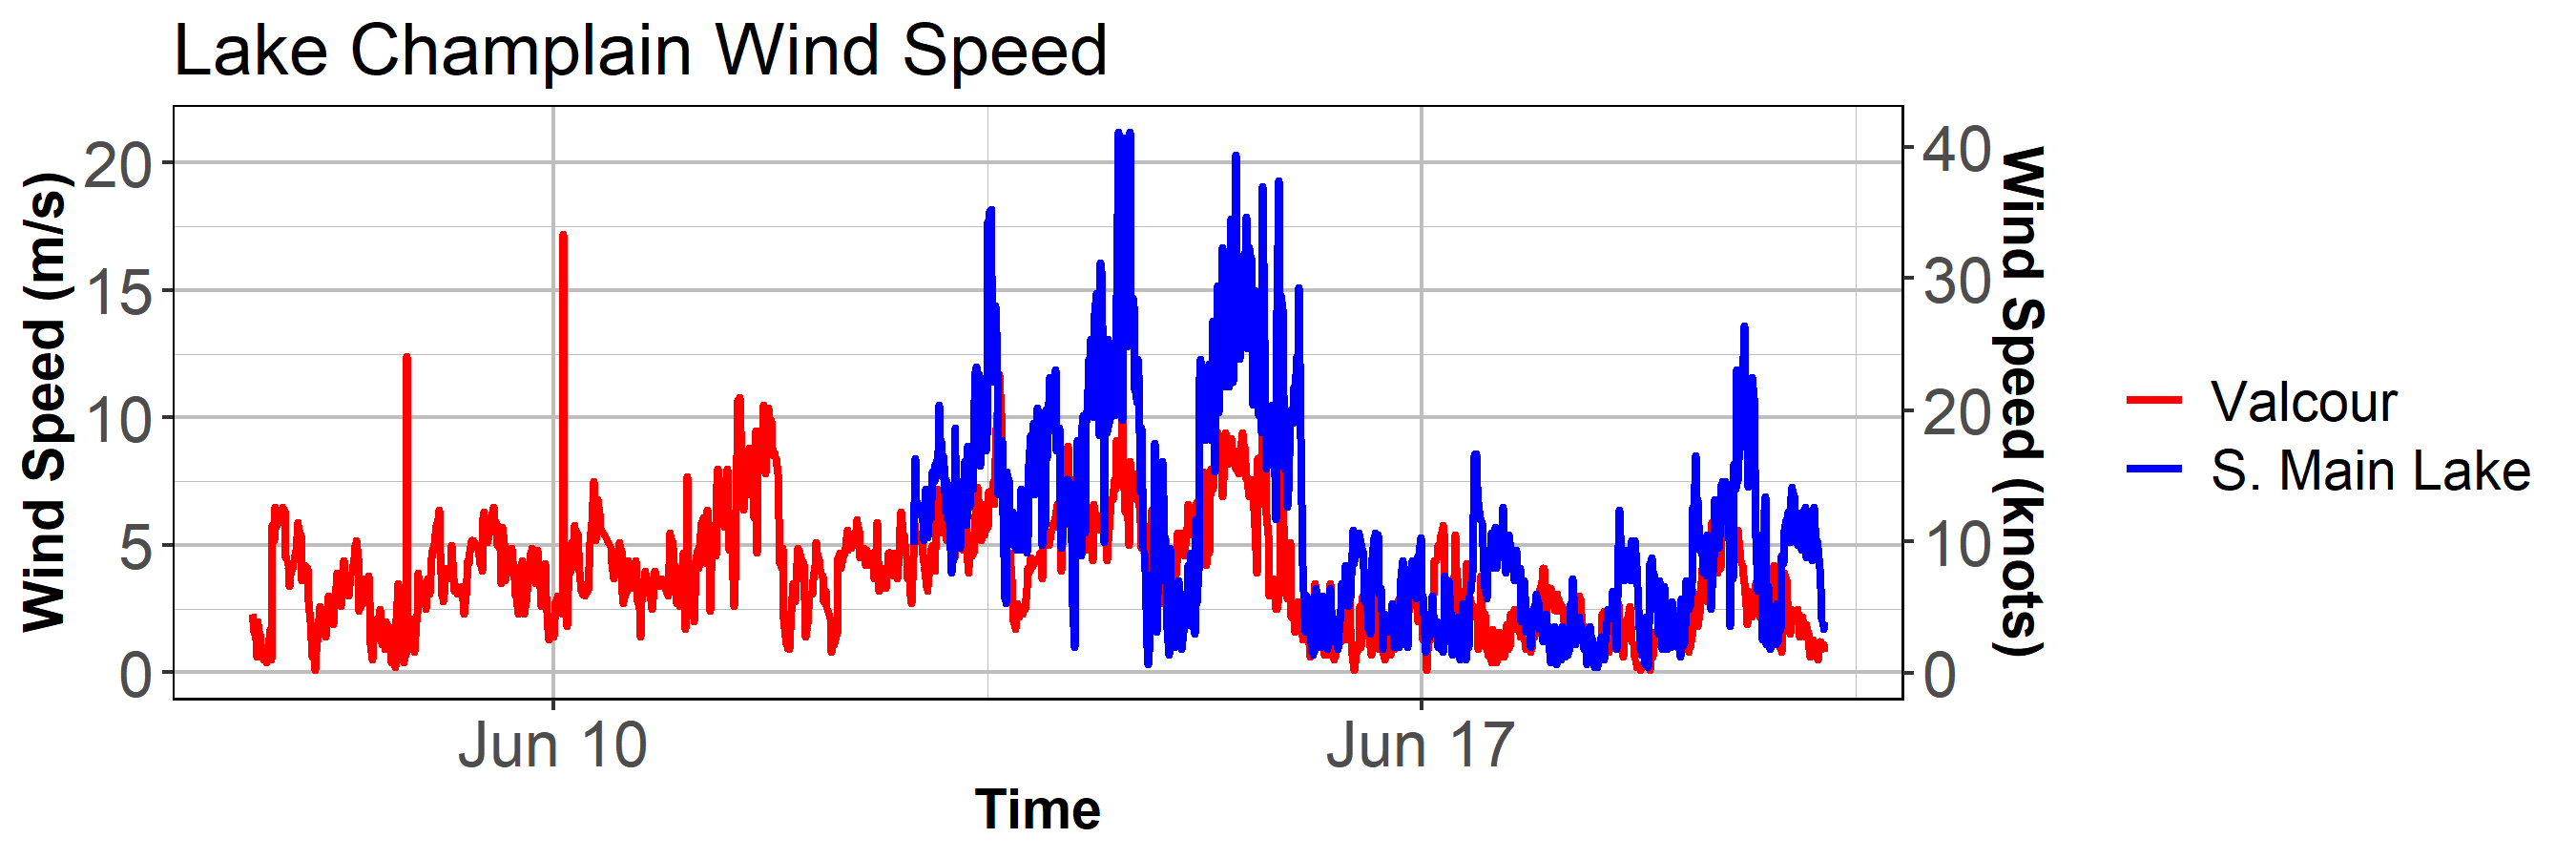 Lake Champlain Wind Speed
Wind Speed (m/s)
20
15
10
5
0
40
30
20
10
0
Wind Speed (knots)
Jun 10
Jun 17
Time
Valcour
S. Main Lake